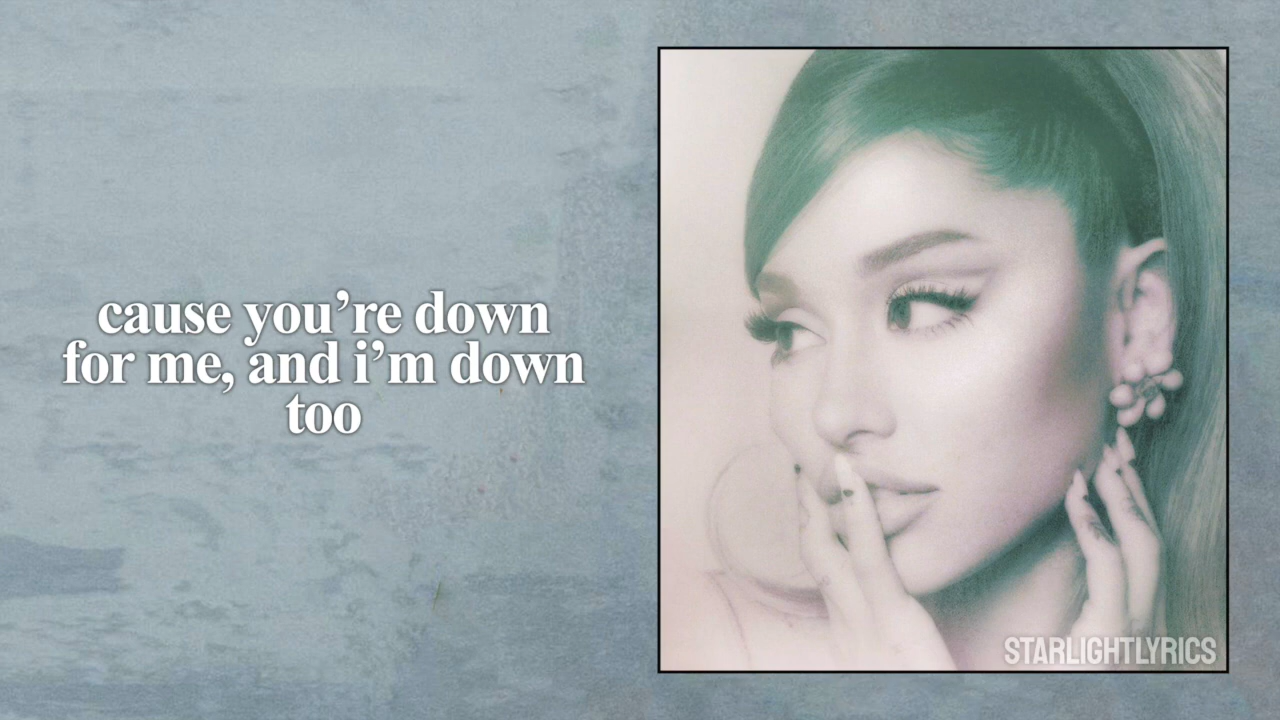 cause you’re down
for me, and i’m down
too
STARLIGHTLYRICS